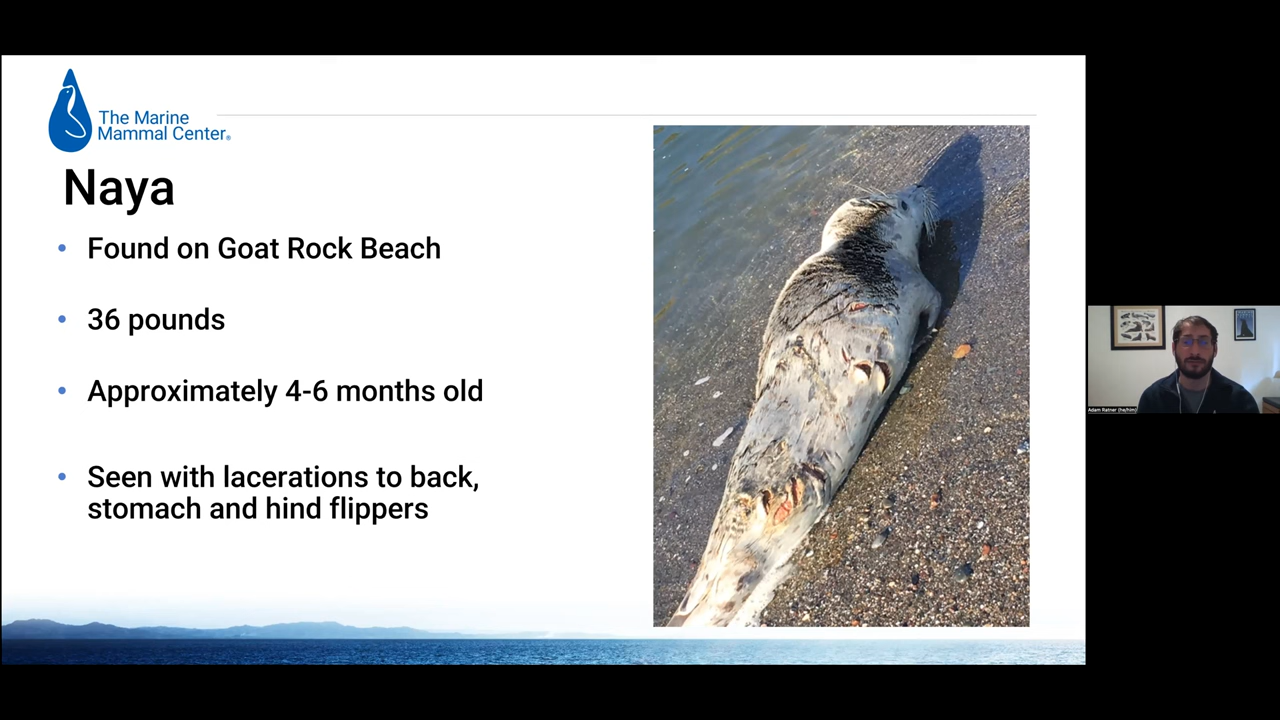 The Marine
Mammal Center®
Naya
• Found on Goat Rock Beach
• 36 pounds
• Approximately 4-6 months old
• Seen with lacerations to back,
stomach and hind flippers
Adam Ratner (he/him)